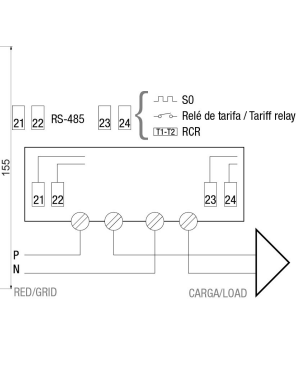 S0
21 22 RS-485 23 24 Relé de tarifa / Tariff relay
T1-T2 RCR
155
21 22 23 24
P
N
RED/GRID CARGA/LOAD